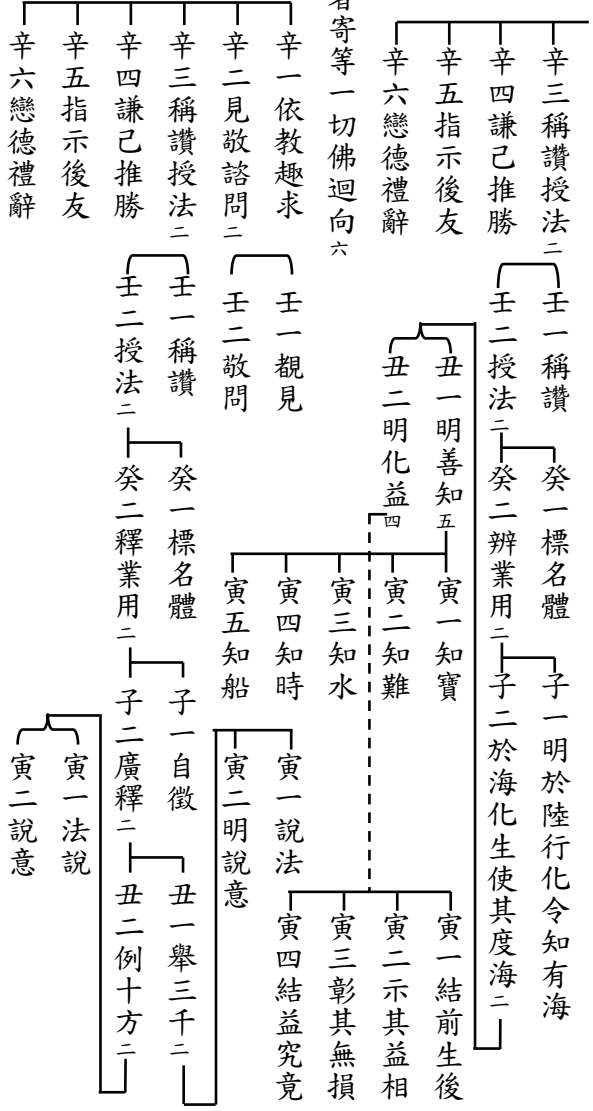 辛三稱讚授法二
辛四謙己推勝
辛五指示後友
辛六戀德禮辭
壬一稱讚
壬二授法二
癸一標名體
癸二辨業用二
子一明於陸行化令知有海
子二於海化生使其度海二
丑一明善知五
丑二明化益四
寅一知寶
寅二知難
寅三知水
寅四知時
寅五知船
寅一結前生後
寅二示其益相
寅三彰其無損
寅四結益究竟
者寄等一切佛迴向六
辛一依教趣求
辛二見敬諮問二
辛三稱讚授法二
辛四謙己推勝
辛五指示後友
辛六戀德禮辭
壬一覩見
壬二敬問
壬一稱讚
壬二授法二
癸一標名體
癸二釋業用二
子一自徵
子二廣釋二
丑一舉三千二
丑二例十方二
寅一說法
寅二明說意
寅一法說
寅二說意